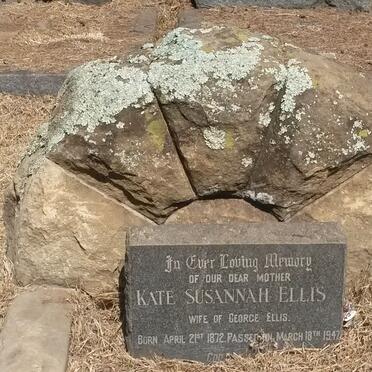 In Ever Loving Memory
OF OUR DEAR MOTHER
KATE SUSANNAH ELLIS
WIFE OF GEORGE ELLIS.
BORN APRIL 21ST 1872. PASSED ON MARCH 18TH 1947.